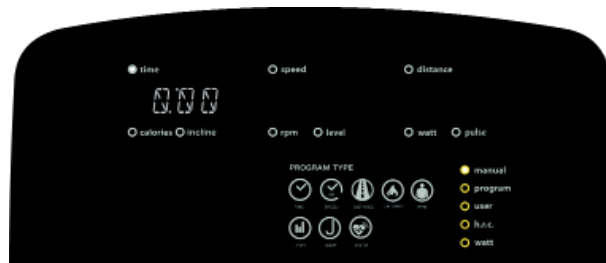 time speed distance
0:00
calories incline rpm level watt pulse
PROGRAM TYPE
manual
program
user
h.r.c.
watt